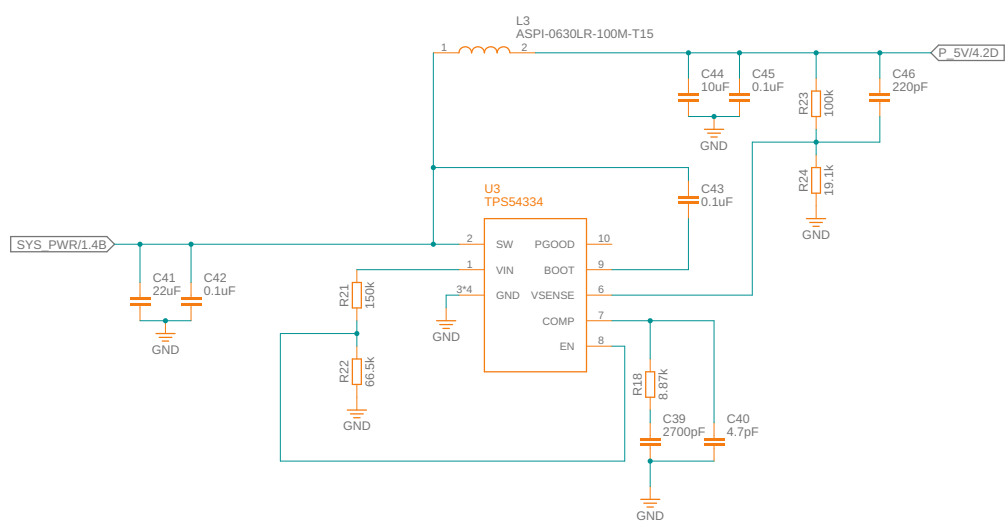 L3
ASPI-0630LR-100M-T15
1
2
P_5V/4.2D
C44
10uF
C45
0.1uF
R23
100k
C46
220pF
GND
R24
19.1k
GND
U3
TPS54334
C43
0.1uF
SYS_PWR/1.4B
2
SW
PGOOD
10
1
VIN
BOOT
9
3*4
GND
VSENSE
6
COMP
7
EN
8
C41
22uF
C42
0.1uF
GND
R21
150k
GND
R22
66.5k
GND
R18
8.87k
C39
2700pF
C40
4.7pF
GND